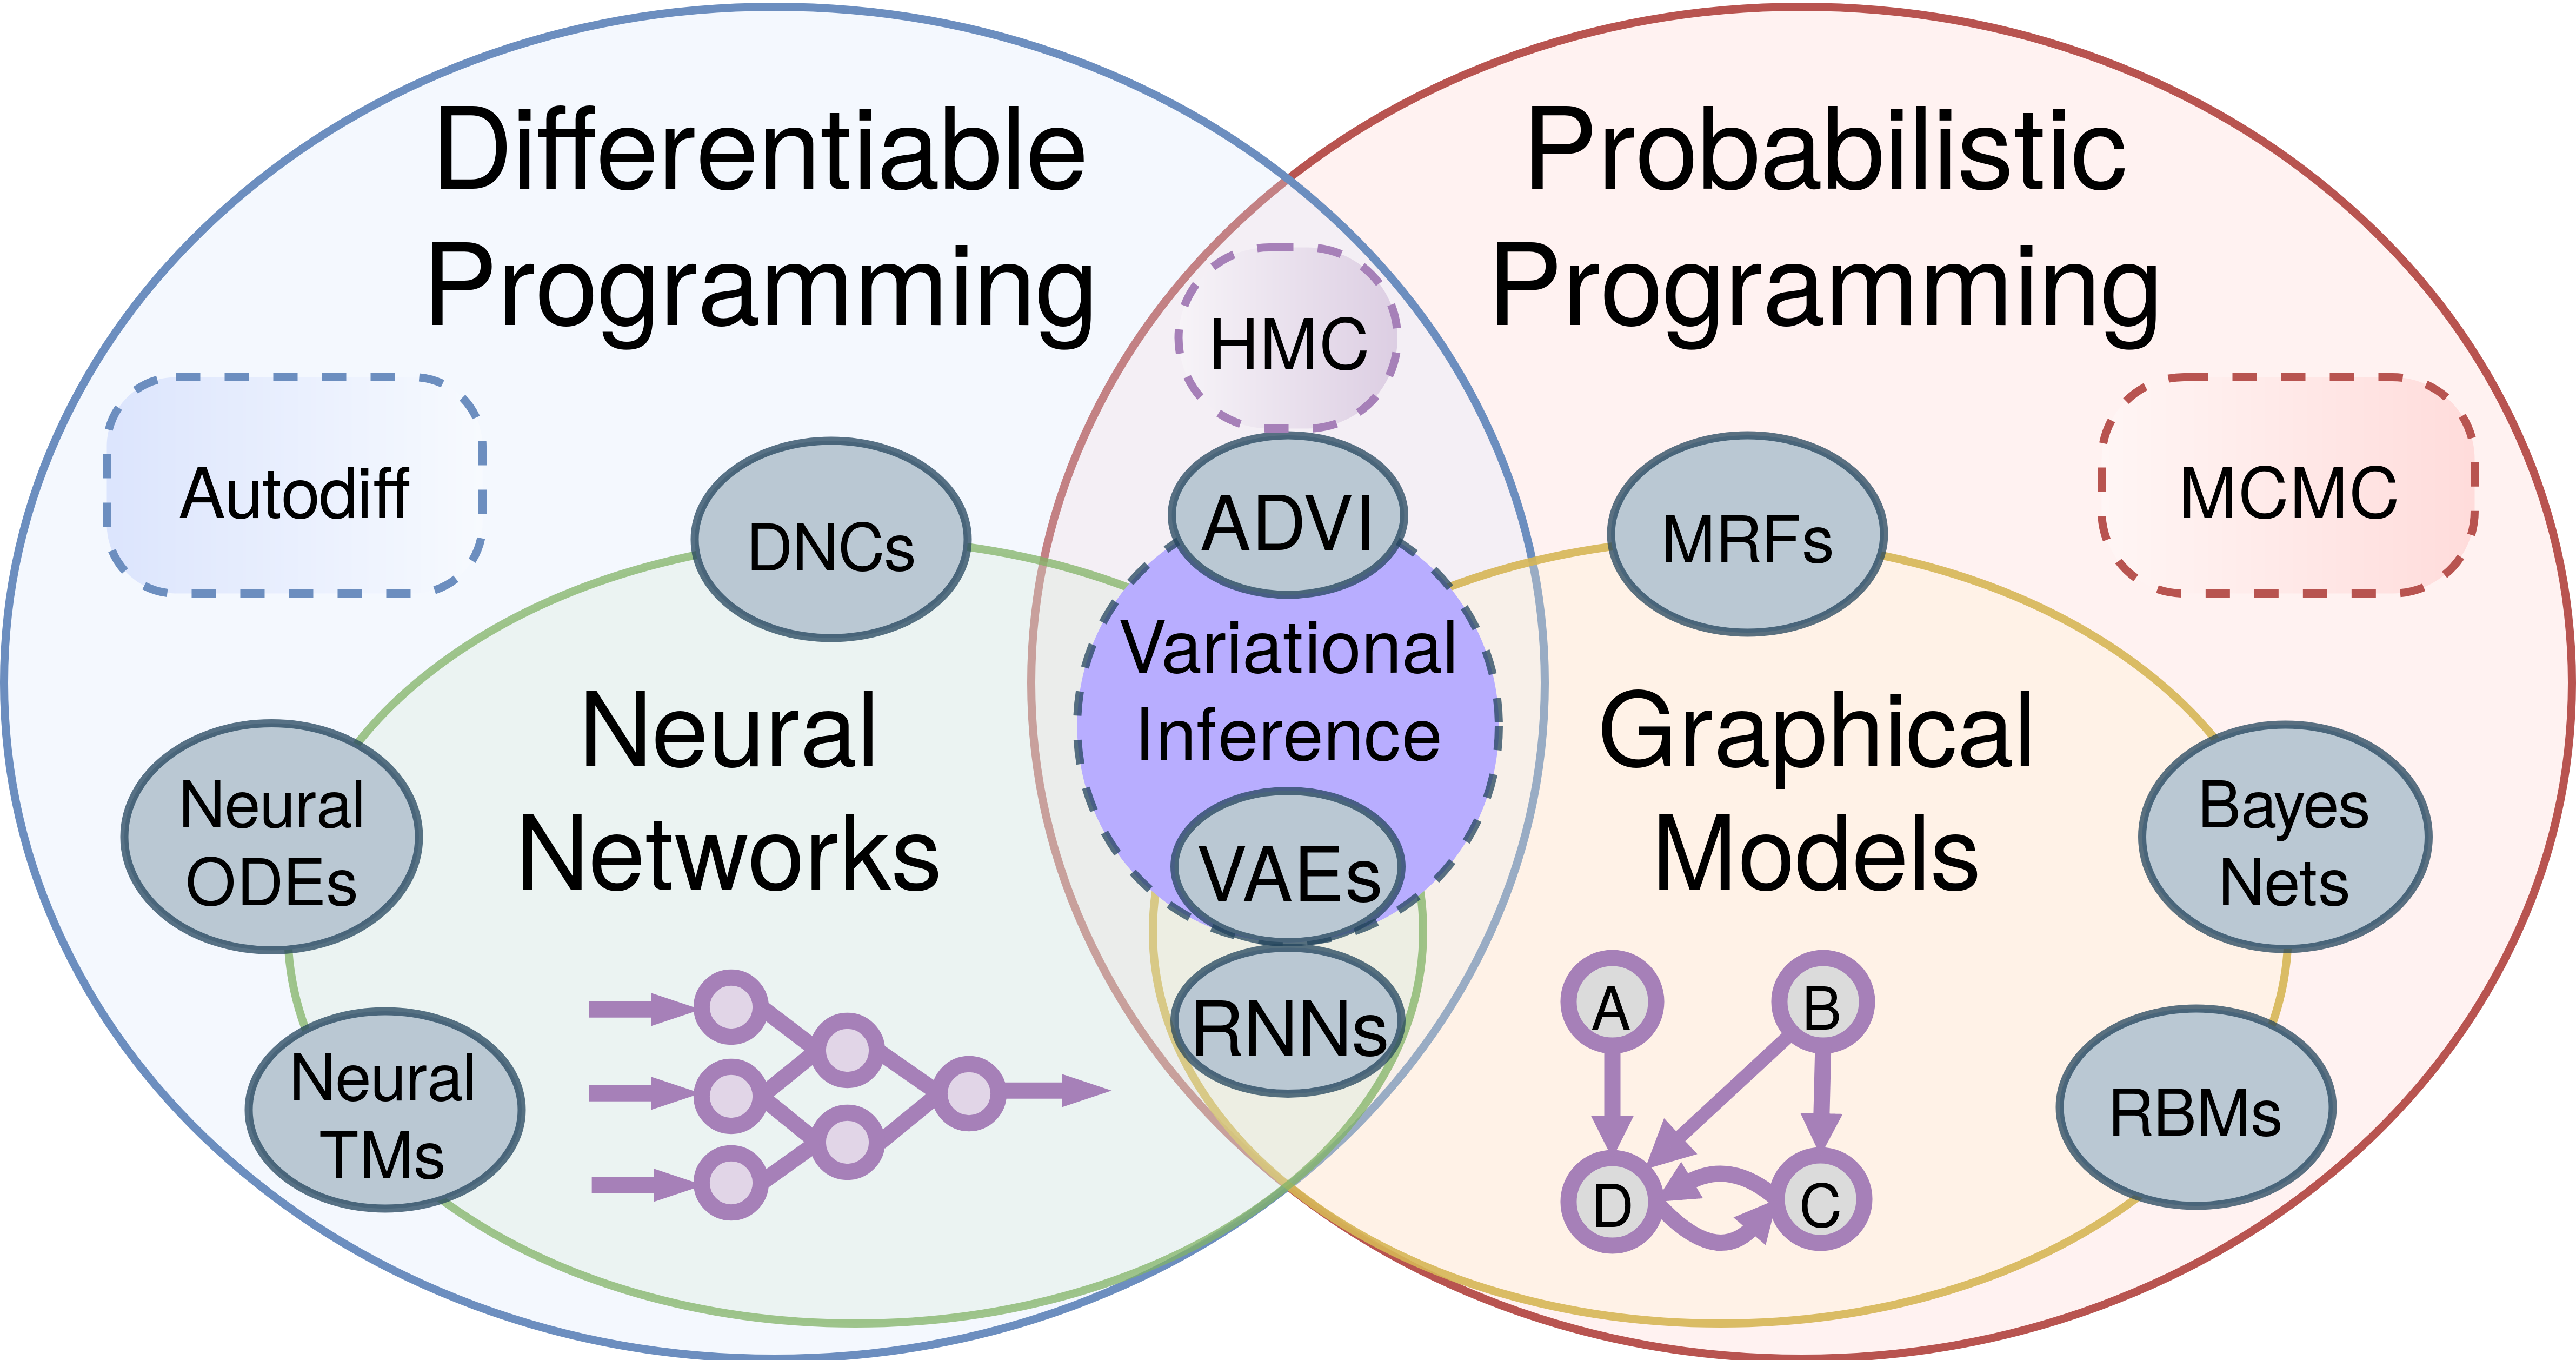 Differentiable
Programming
Probabilistic
Programming
HMC
Autodiff
MCMC
DNCs
ADVI
MRFs
Variational
Inference
Neural
Networks
Graphical
Models
Neural
ODEs
VAEs
Bayes
Nets
RNNs
Neural
TMs
RBMs
A
B
D
C